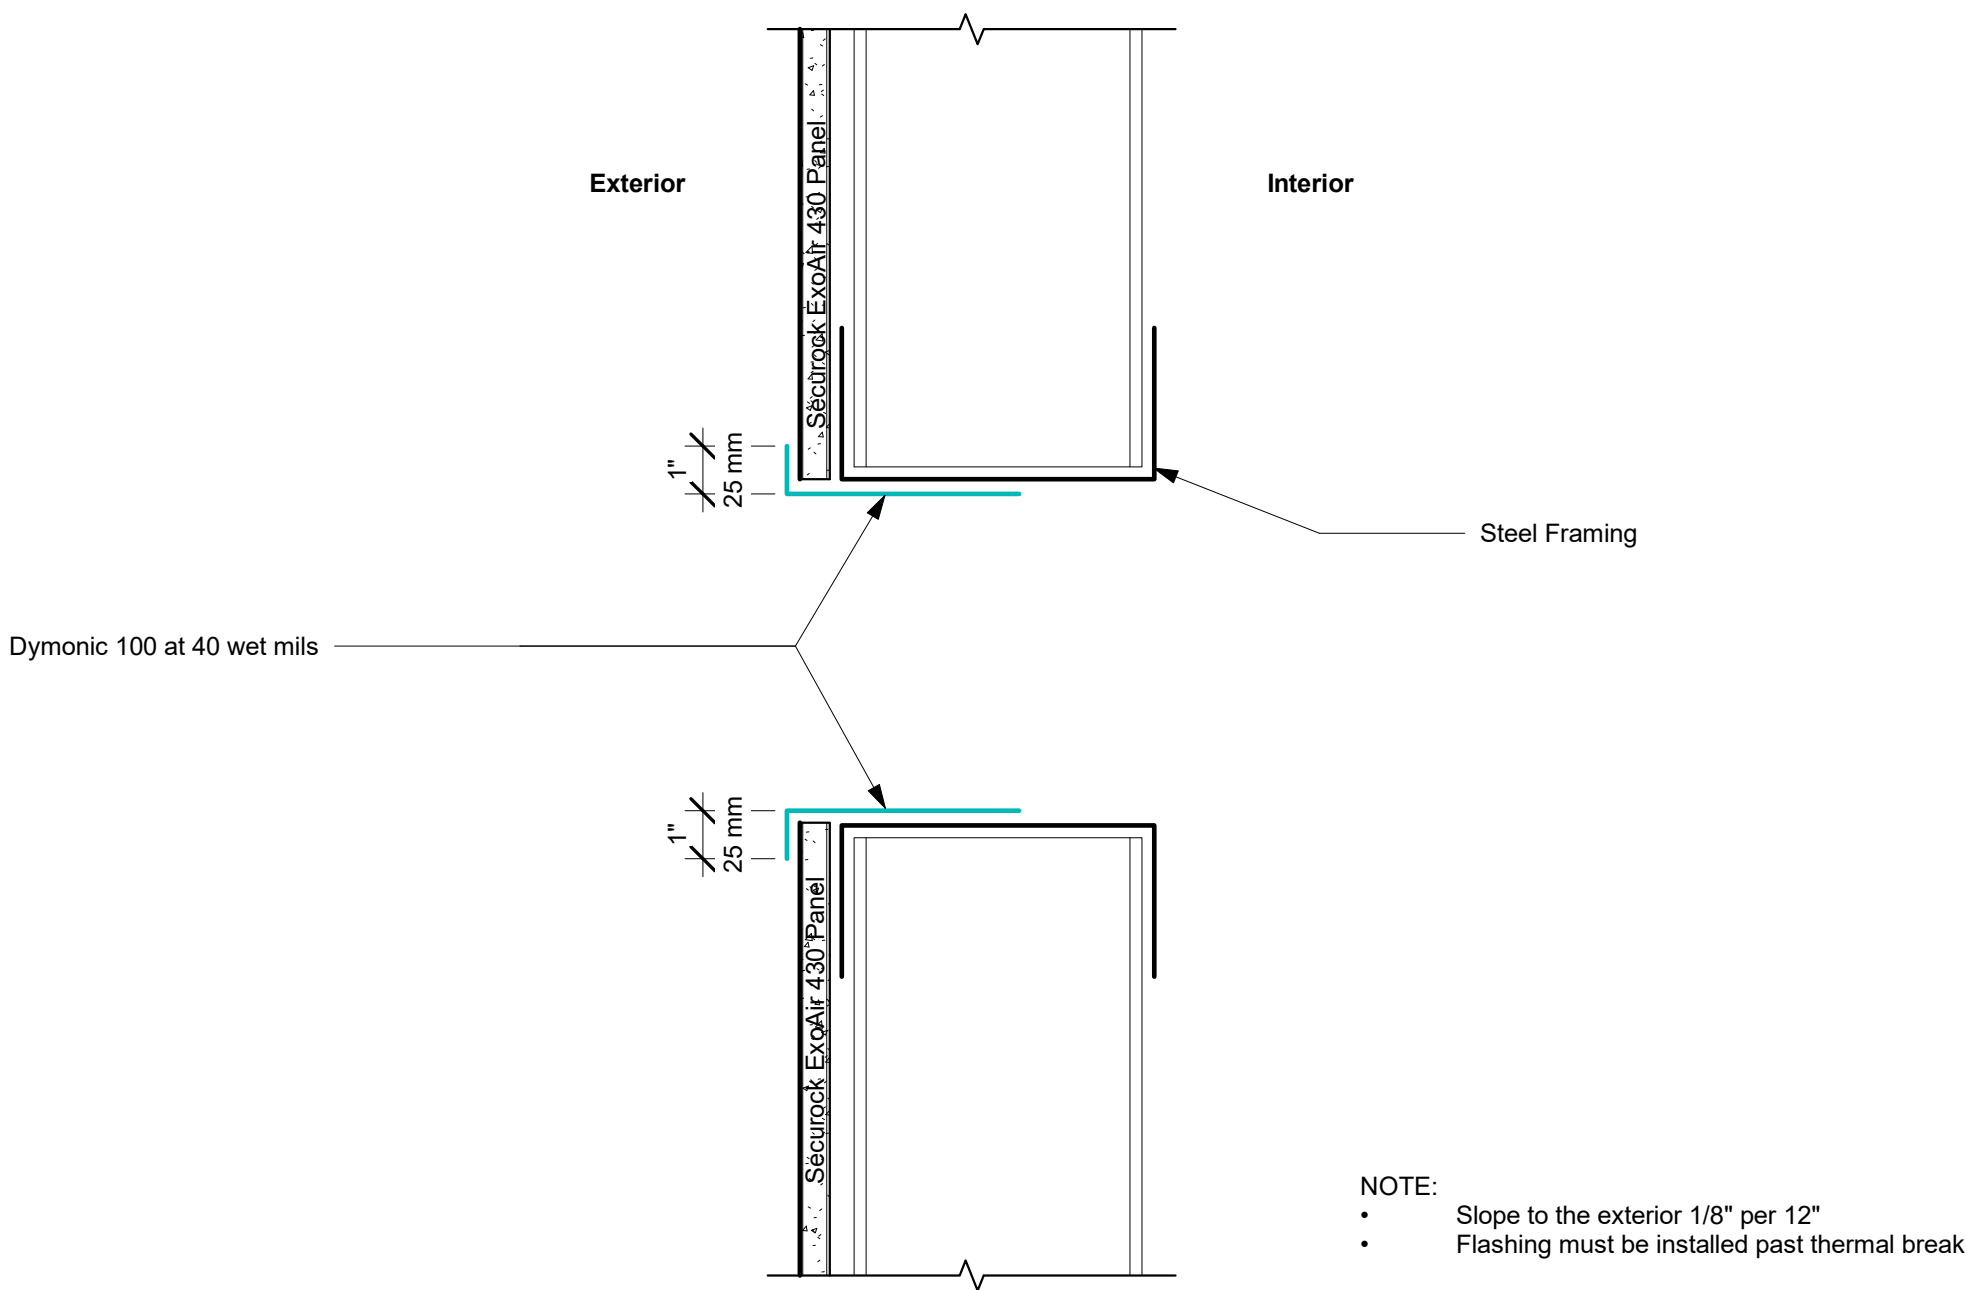 Exterior
Interior
Securock ExoAir 430 Panel
1"
25 mm
Steel Framing
Dymonic 100 at 40 wet mils
1"
25 mm
Securock ExoAir 430 Panel
NOTE:
• Slope to the exterior 1/8" per 12"
• Flashing must be installed past thermal break